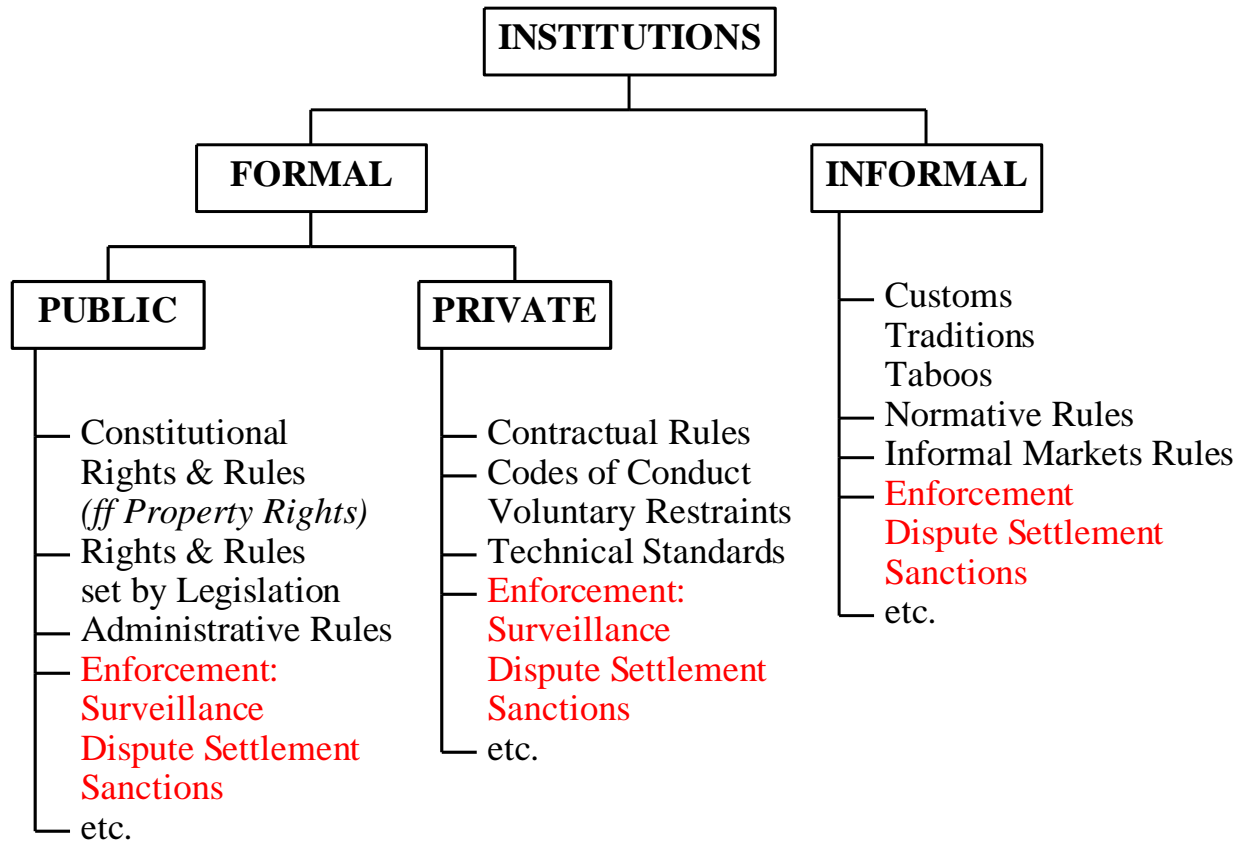 INSTITUTIONS
FORMAL
INFORMAL
PUBLIC
PRIVATE
Constitutional
Rights & Rules
(ff Property Rights)
Rights & Rules
set by Legislation
Administrative Rules
Enforcement:
Surveillance
Dispute Settlement
Sanctions
etc.
Contractual Rules
Codes of Conduct
Voluntary Restraints
Technical Standards
Enforcement:
Surveillance
Dispute Settlement
Sanctions
etc.
Customs
Traditions
Taboos
Normative Rules
Informal Markets Rules
Enforcement
Dispute Settlement
Sanctions
etc.